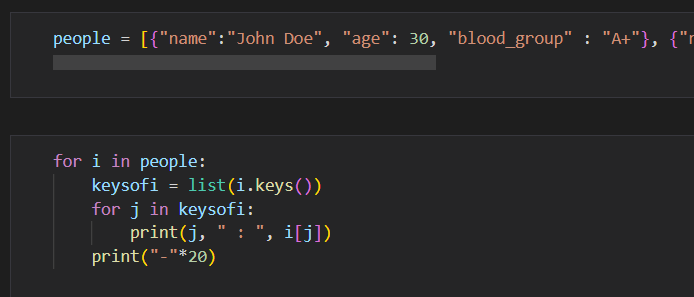 people = [{"name":"John Doe", "age": 30, "blood_group" : "A+"}, {"
for i in people:
    keysofi = list(i.keys())
    for j in keysofi:
        print(j, " : ", i[j])
    print("-"*20)